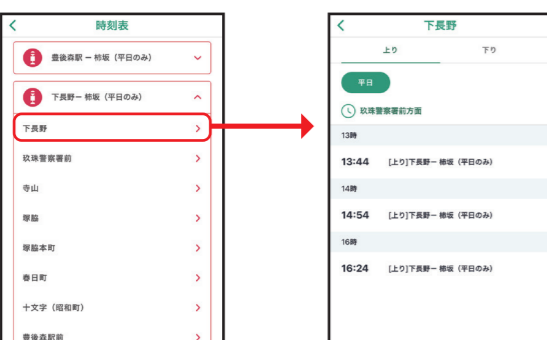 時刻表
豊後森駅 ー 柿坂（平日のみ）
下長野ー 柿坂（平日のみ）
下長野
玖珠警察署前
寺山
塚脇
塚脇本町
春日町
十文字（昭和町）
豊後森駅前
下長野
上り 下り
平日
玖珠警察署前方面
13時
13:44 [上り]下長野ー 柿坂（平日のみ）
14時
14:54 [上り]下長野ー 柿坂（平日のみ）
16時
16:24 [上り]下長野ー 柿坂（平日のみ）